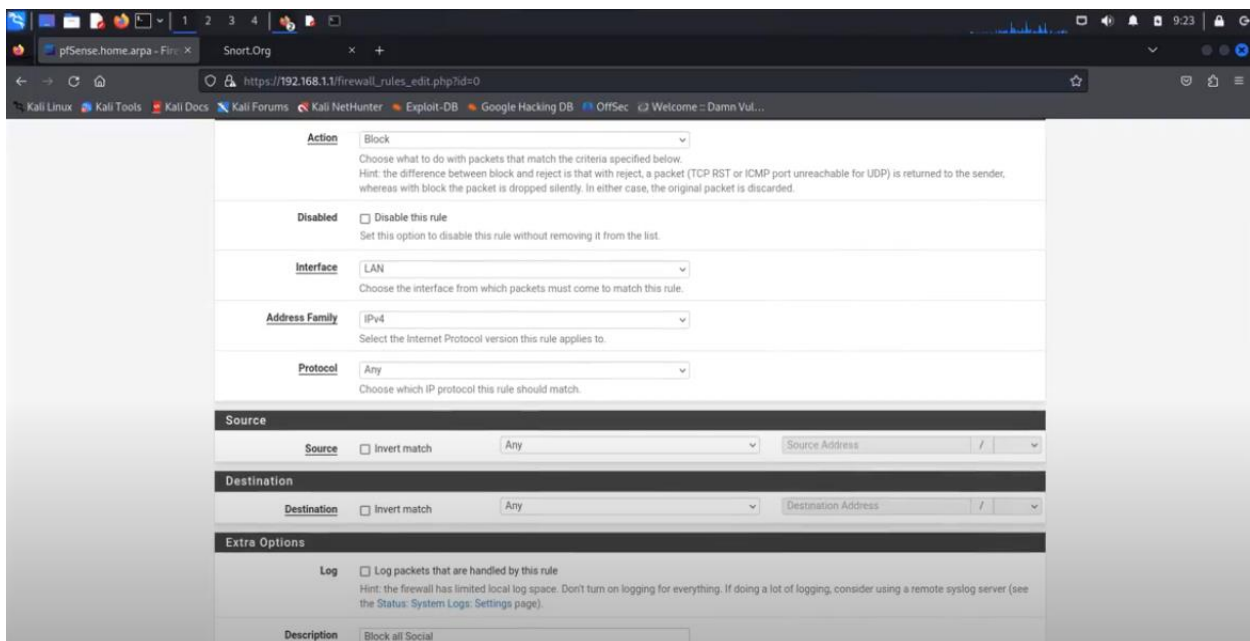 1 2 3 4
9:23
pfSense.home.arpa - Fire ×
Snort.Org × +
https://192.168.1.1/firewall_rules_edit.php?id=0
Kali Linux Kali Tools Kali Docs Kali Forums Kali NetHunter Exploit-DB Google Hacking DB OffSec Welcome :: Damn Vul...
Action
Block
Choose what to do with packets that match the criteria specified below.
Hint: the difference between block and reject is that with reject, a packet (TCP RST or ICMP port unreachable for UDP) is returned to the sender,
whereas with block the packet is dropped silently. In either case, the original packet is discarded.
Disabled
Disable this rule
Set this option to disable this rule without removing it from the list.
Interface
LAN
Choose the interface from which packets must come to match this rule.
Address Family
IPv4
Select the Internet Protocol version this rule applies to.
Protocol
Any
Choose which IP protocol this rule should match.
Source
Source Invert match Any Source Address /
Destination
Destination Invert match Any Destination Address /
Extra Options
Log
Log packets that are handled by this rule
Hint: the firewall has limited local log space. Don't turn on logging for everything. If doing a lot of logging, consider using a remote syslog server (see
the Status: System Logs: Settings page).
Description
Block all Social